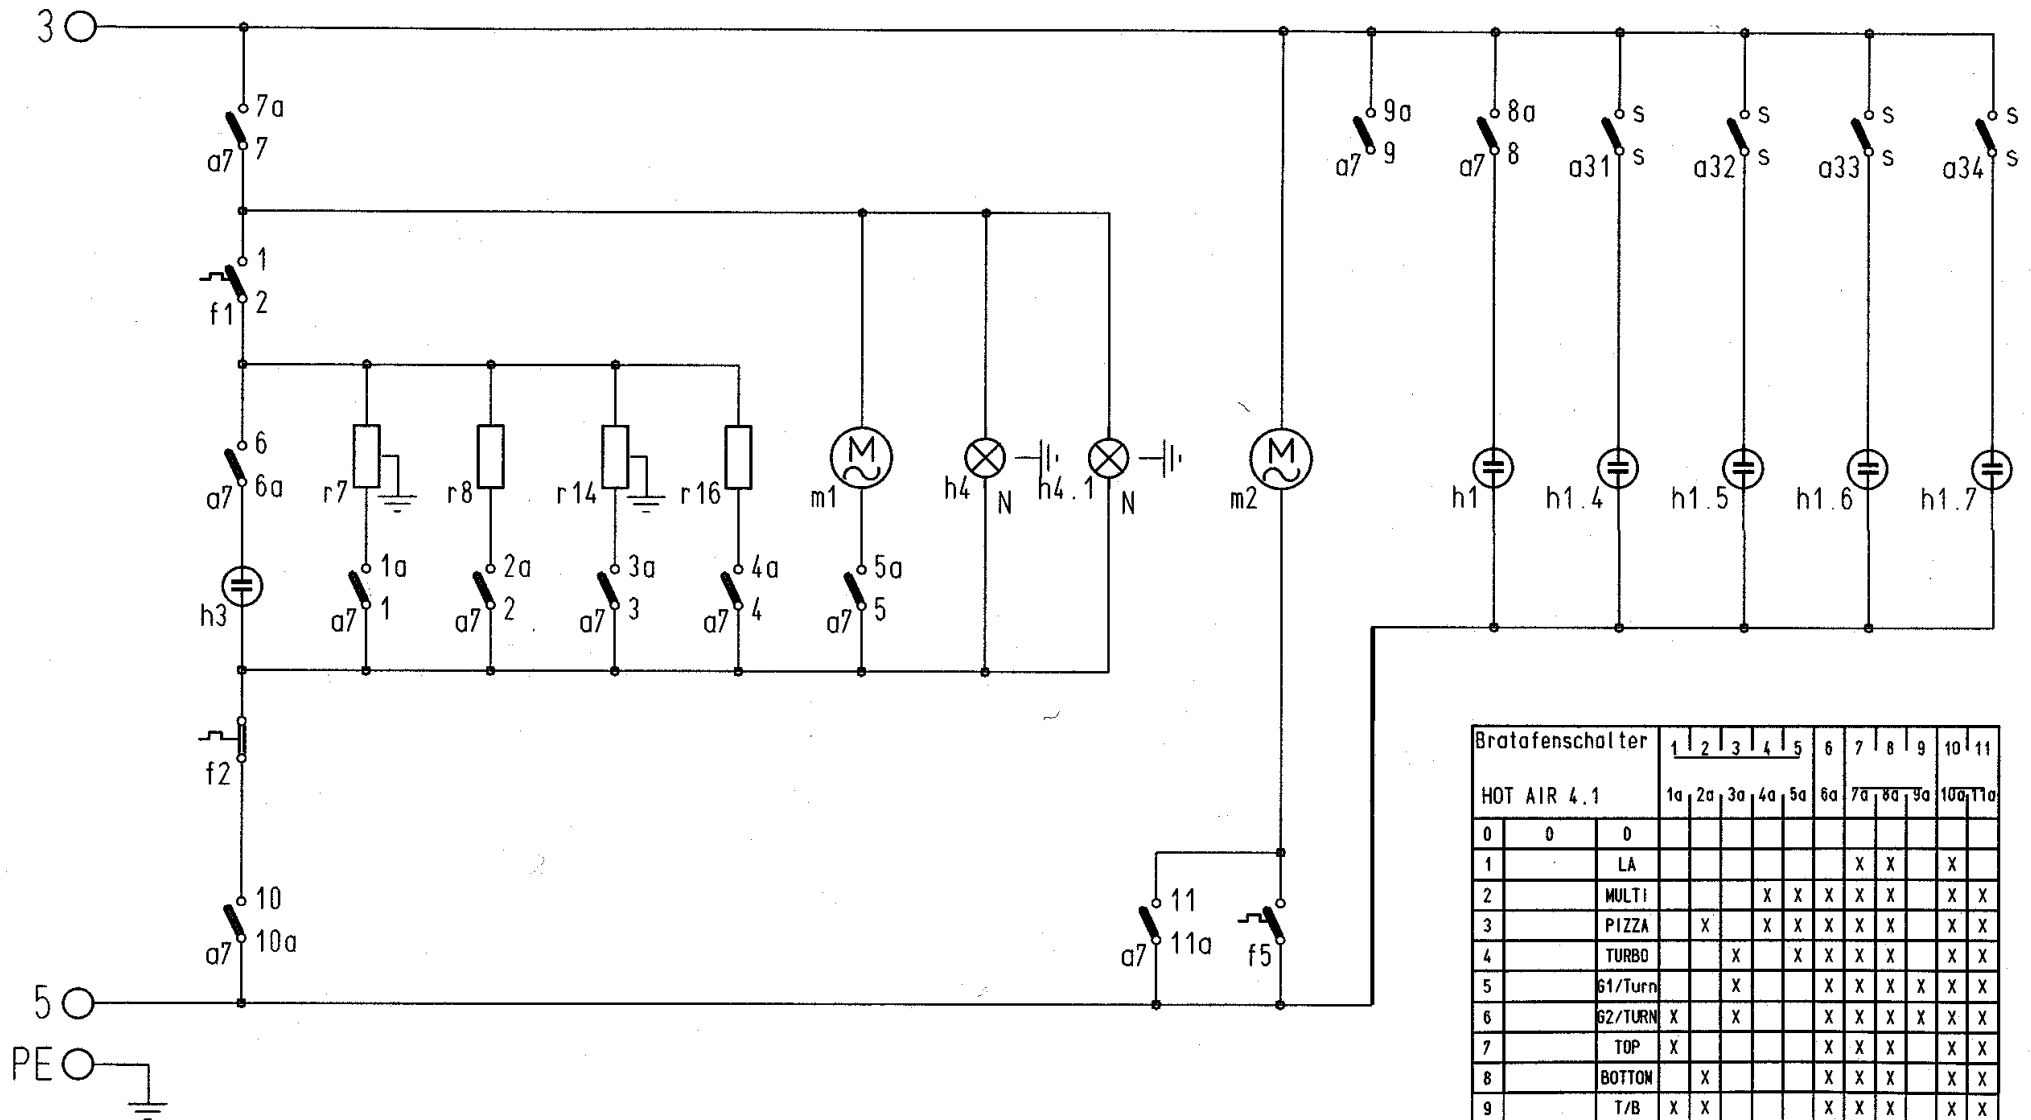 3
7a
7
a7
9a
9
a7
8a
8
a7
s
s
a31
s
s
a32
s
s
a33
s
s
a34
1
2
f1
6
6a
a7
h3
r7
r8
r14
r16
M
m1
h4
N
h4.1
N
M
m2
h1
h1.4
h1.5
h1.6
h1.7
1a
1
a7
2a
2
a7
3a
3
a7
4a
4
a7
5a
5
a7
f2
10
10a
a7
11
11a
a7
f5
5
PE
Bratafenschalter 1 2 3 4 5 6 7 8 9 10 11
HOT AIR 4.1 1a 2a 3a 4a 5a 6a 7a 8a 9a 10a 11a
0 0 0
1 LA X X X
2 MULTI X X X X X X X
3 PIZZA X X X X X X X X
4 TURBO X X X X X X X
5 G1/Turn X X X X X X X
6 G2/TURN X X X X X X X X
7 TOP X X X X X X
8 BOTTOM X X X X X X
9 T/B X X X X X X X